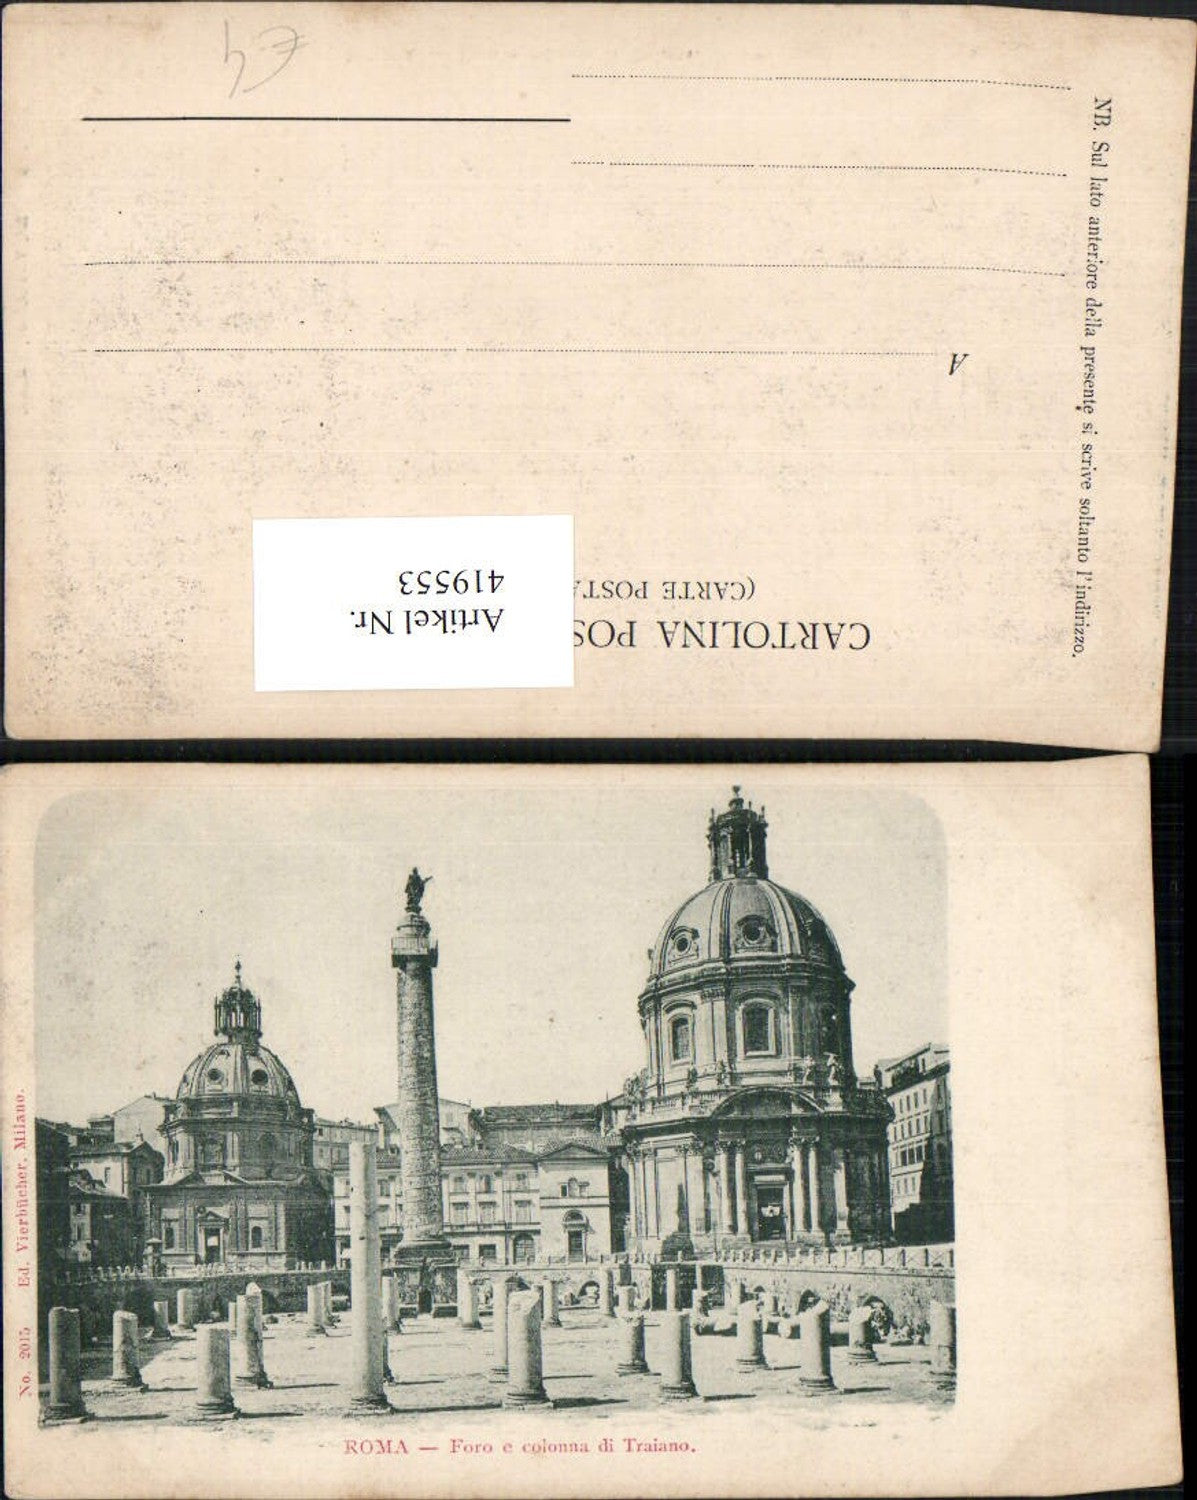 CARTOLINA POS
(CARTE POSTA
Artikel Nr.
419553
A
NB. Sul lato anteriore della presente si scrive soltanto l'indirizzo.
€4
No. 2015 Ed. Vierbücher, Milano.
ROMA — Foro e colonna di Traiano.